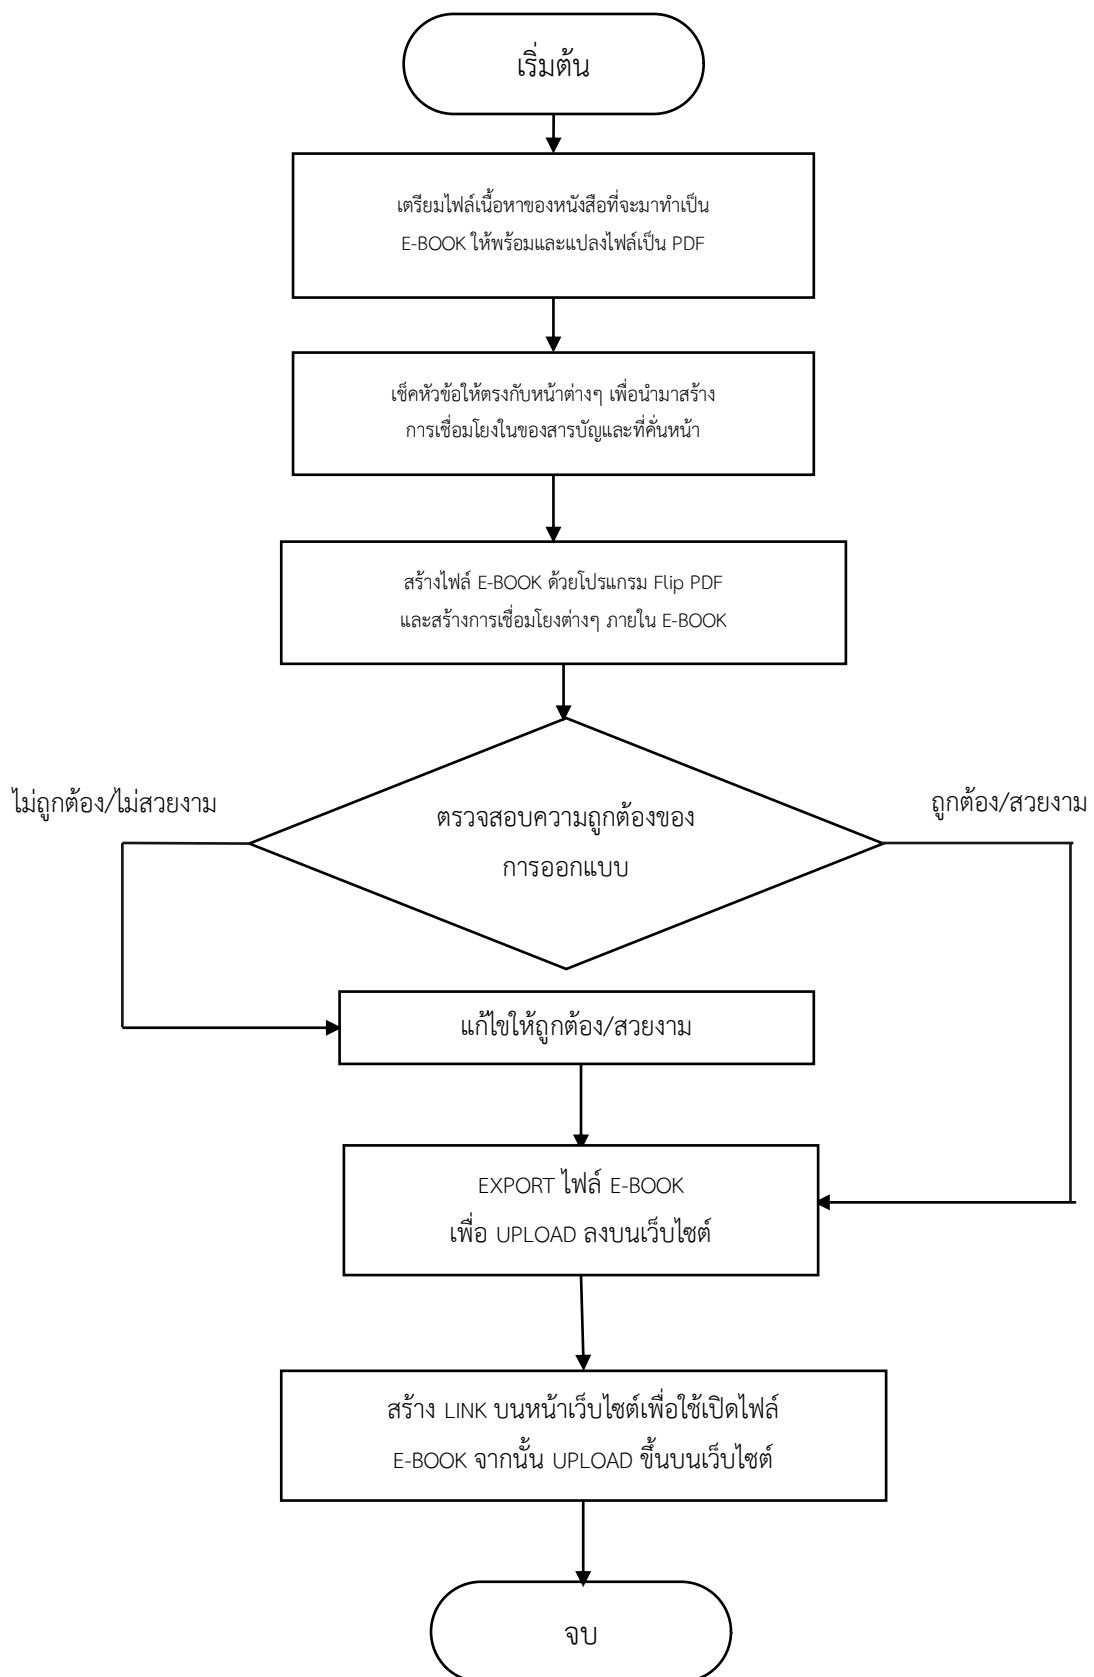 เริ่มต้น
เตรียมไฟล์เนื้อหาของหนังสือที่จะมาทำเป็น
E-BOOK ให้พร้อมและแปลงไฟล์เป็น PDF
เช็คหัวข้อให้ตรงกับหน้าต่างๆ เพื่อนำมาสร้าง
การเชื่อมโยงในของสารบัญและที่คั่นหน้า
สร้างไฟล์ E-BOOK ด้วยโปรแกรม Flip PDF
และสร้างการเชื่อมโยงต่างๆ ภายใน E-BOOK
ไม่ถูกต้อง/ไม่สวยงาม
ถูกต้อง/สวยงาม
ตรวจสอบความถูกต้องของ
การออกแบบ
แก้ไขให้ถูกต้อง/สวยงาม
EXPORT ไฟล์ E-BOOK
เพื่อ UPLOAD ลงบนเว็บไซต์
สร้าง LINK บนหน้าเว็บไซต์เพื่อใช้เปิดไฟล์
E-BOOK จากนั้น UPLOAD ขึ้นบนเว็บไซต์
จบ